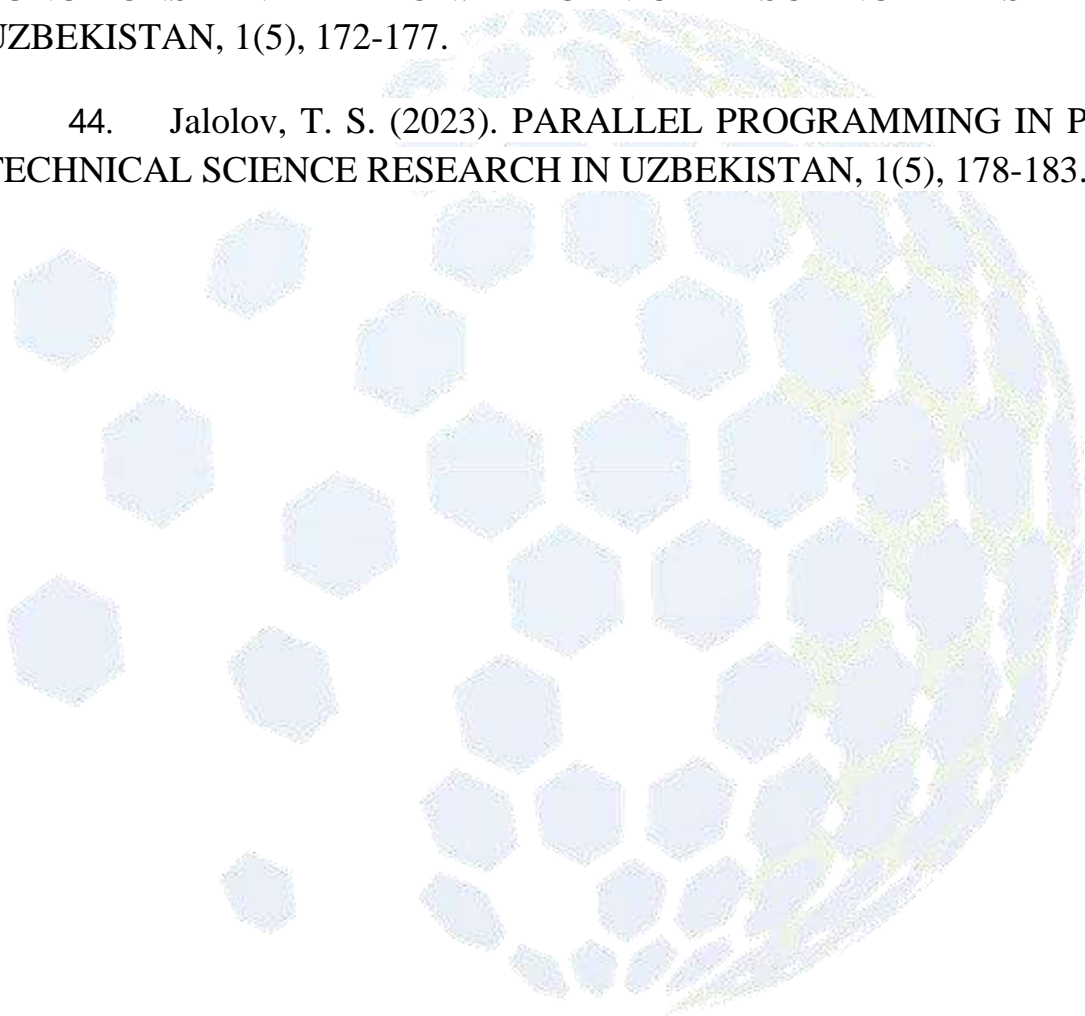 UZBEKISTAN, 1(5), 172-177.
44. Jalolov, T. S. (2023). PARALLEL PROGRAMMING IN P
TECHNICAL SCIENCE RESEARCH IN UZBEKISTAN, 1(5), 178-183.